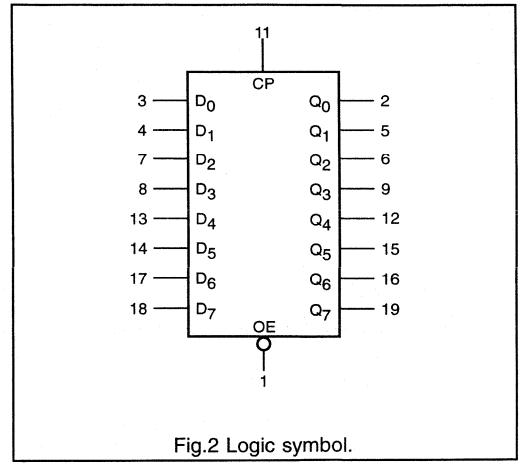 11
CP
3 D0 Q0 2
4 D1 Q1 5
7 D2 Q2 6
8 D3 Q3 9
13 D4 Q4 12
14 D5 Q5 15
17 D6 Q6 16
18 D7 Q7 19
OE
1
Fig.2 Logic symbol.